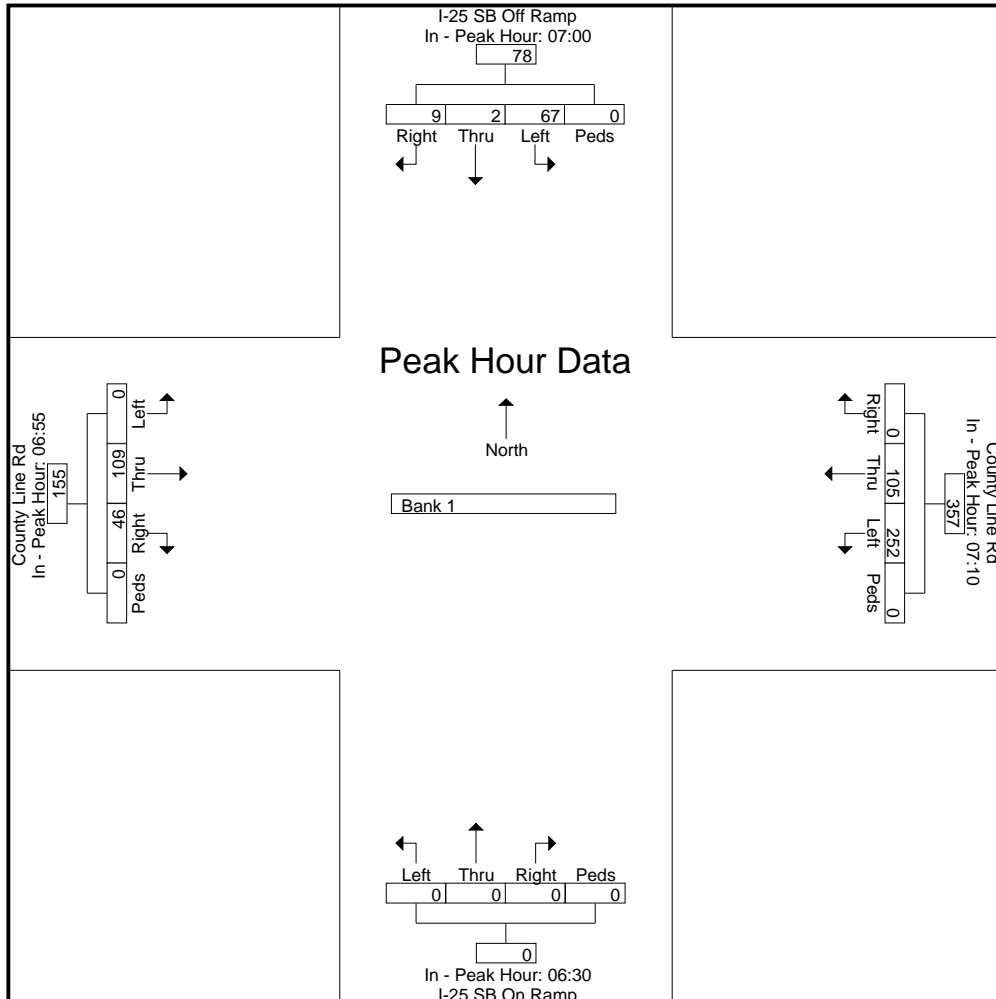 I-25 SB Off Ramp
In - Peak Hour: 07:00
78
9 2 67 0
Right Thru Left Peds
Peak Hour Data
North
Bank 1
County Line Rd
In - Peak Hour: 06:55
155
0 109 46 0
Left Thru Right Peds
County Line Rd
In - Peak Hour: 07:10
357
0 105 252 0
Right Thru Left Peds
Left Thru Right Peds
0 0 0 0
0
In - Peak Hour: 06:30
I-25 SB On Ramp